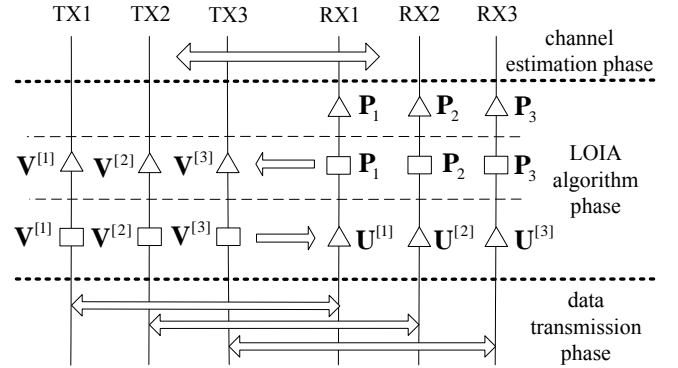 TX1 TX2 TX3 RX1 RX2 RX3
channel
estimation phase
P₁ P₂ P₃
V^[1] V^[2] V^[3] P₁ P₂ P₃
LOIA
algorithm
phase
V^[1] V^[2] V^[3] U^[1] U^[2] U^[3]
data
transmission
phase